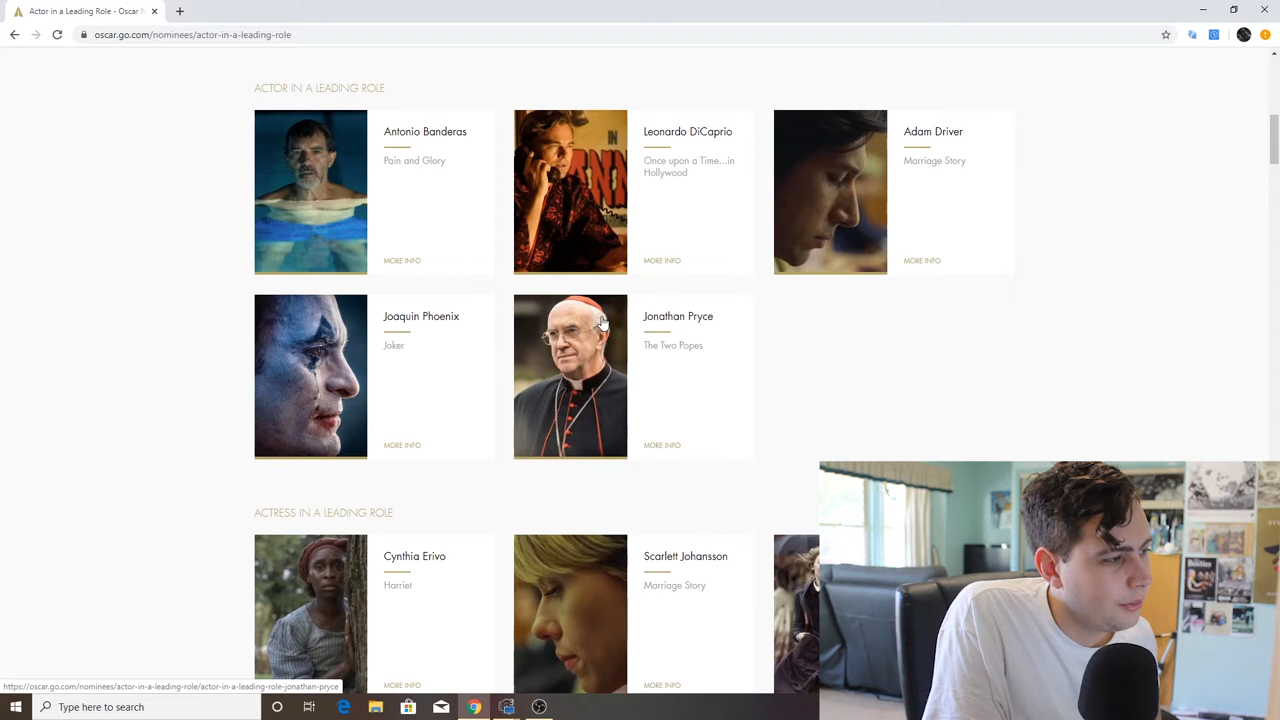 Actor in a Leading Role - Oscar N
oscar.go.com/nominees/actor-in-a-leading-role
ACTOR IN A LEADING ROLE
Antonio Banderas
Pain and Glory
MORE INFO
Leonardo DiCaprio
Once upon a Time...in
Hollywood
MORE INFO
Adam Driver
Marriage Story
MORE INFO
Joaquin Phoenix
Joker
MORE INFO
Jonathan Pryce
The Two Popes
MORE INFO
ACTRESS IN A LEADING ROLE
Cynthia Erivo
Harriet
MORE INFO
Scarlett Johansson
Marriage Story
MORE INFO
https://oscar.go.com/nominees/actor-in-a-leading-role/actor-in-a-leading-role-jonathan-pryce
Type here to search